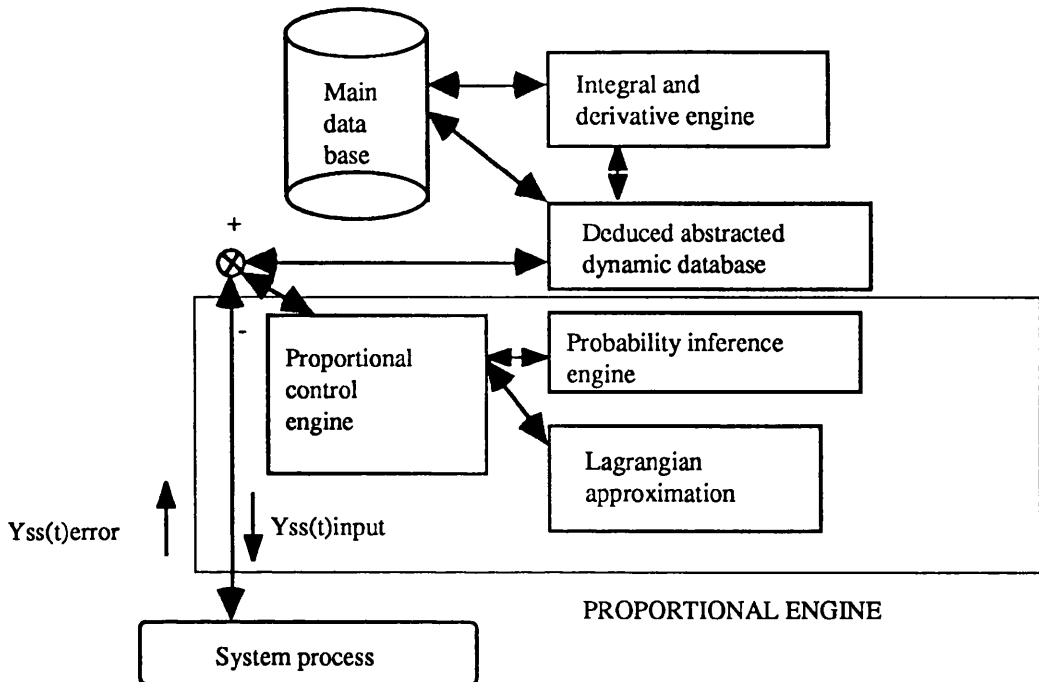 Main
data
base
Integral and
derivative engine
Deduced abstracted
dynamic database
+
-
Proportional
control
engine
Probability inference
engine
Lagrangian
approximation
Yss(t)error
Yss(t)input
PROPORTIONAL ENGINE
System process